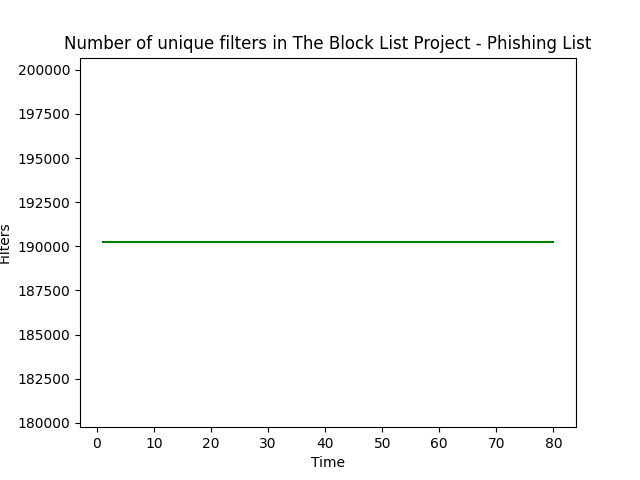 Number of unique filters in The Block List Project - Phishing List
200000
197500
195000
192500
190000
187500
185000
182500
180000
Filters
0 10 20 30 40 50 60 70 80
Time